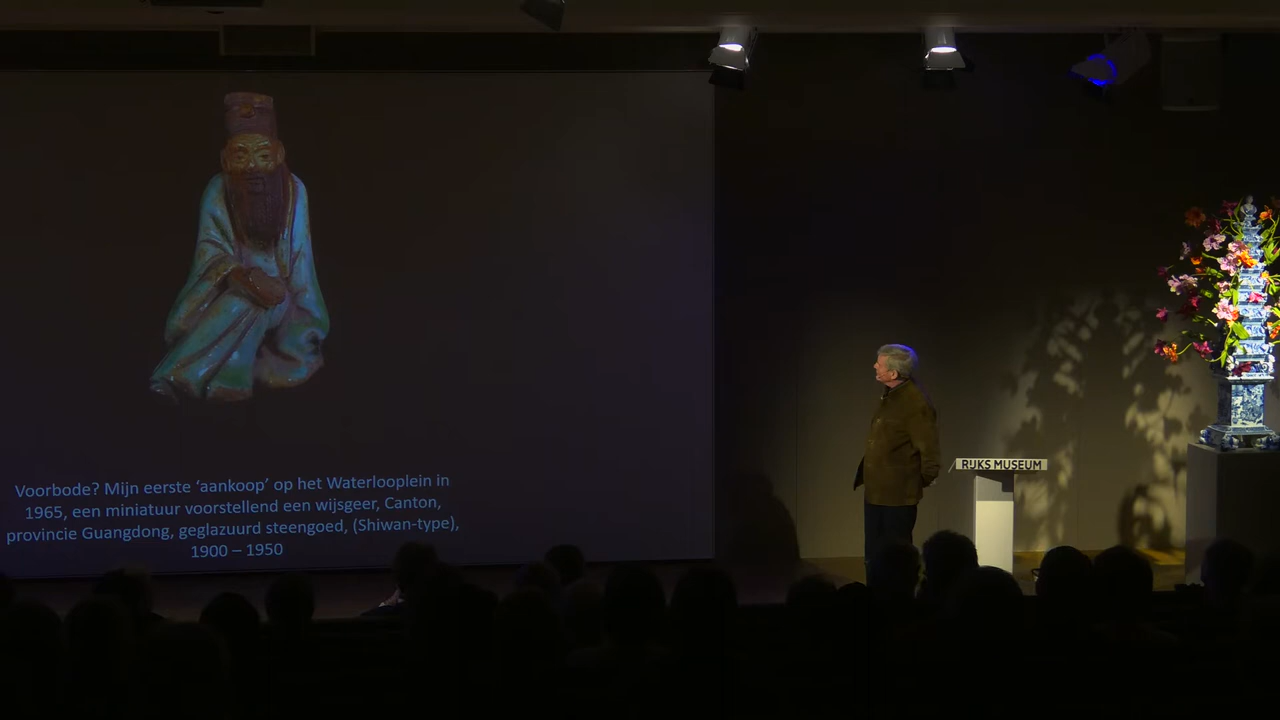 Voorbode? Mijn eerste ‘aankoop’ op het Waterlooplein in
1965, een miniatuur voorstellend een wijsgeer, Canton,
provincie Guangdong, geglazuurd steengoed, (Shiwan-type),
1900 – 1950
RIJKS MUSEUM